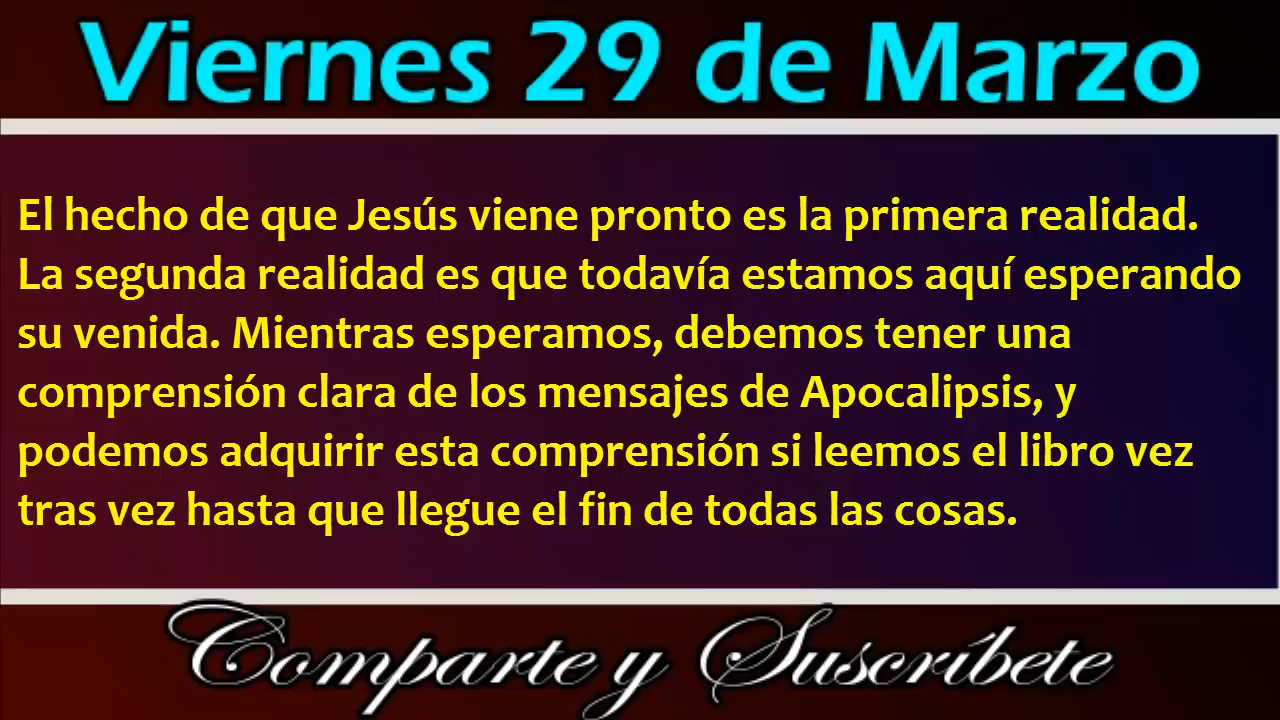 Viernes 29 de Marzo
El hecho de que Jesús viene pronto es la primera realidad.
La segunda realidad es que todavía estamos aquí esperando
su venida. Mientras esperamos, debemos tener una
comprensión clara de los mensajes de Apocalipsis, y
podemos adquirir esta comprensión si leemos el libro vez
tras vez hasta que llegue el fin de todas las cosas.
Comparte y Suscríbete